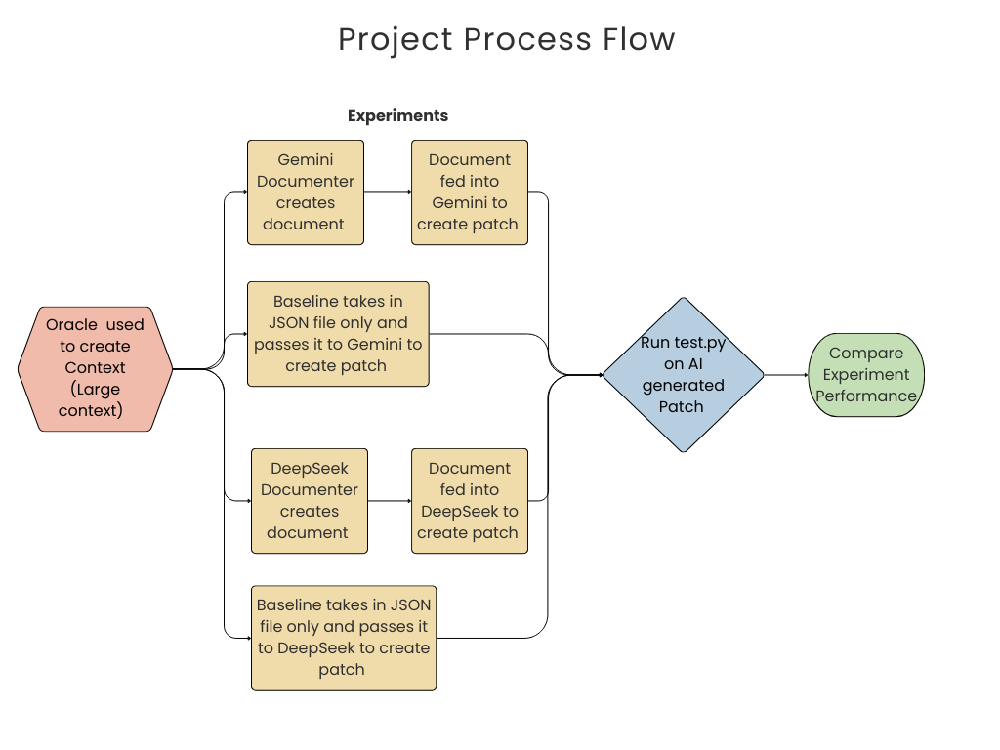 Project Process Flow
Experiments
Gemini
Documenter
creates
document
Document
fed into
Gemini to
create patch
Baseline takes in
JSON file only and
passes it to Gemini to
create patch
Oracle  used
to create
Context
(Large
context)
Run test.py
on AI
generated
Patch
Compare
Experiment
Performance
DeepSeek
Documenter
creates
document
Document
fed into
DeepSeek to
create patch
Baseline takes in JSON
file only and passes it
to DeepSeek to create
patch